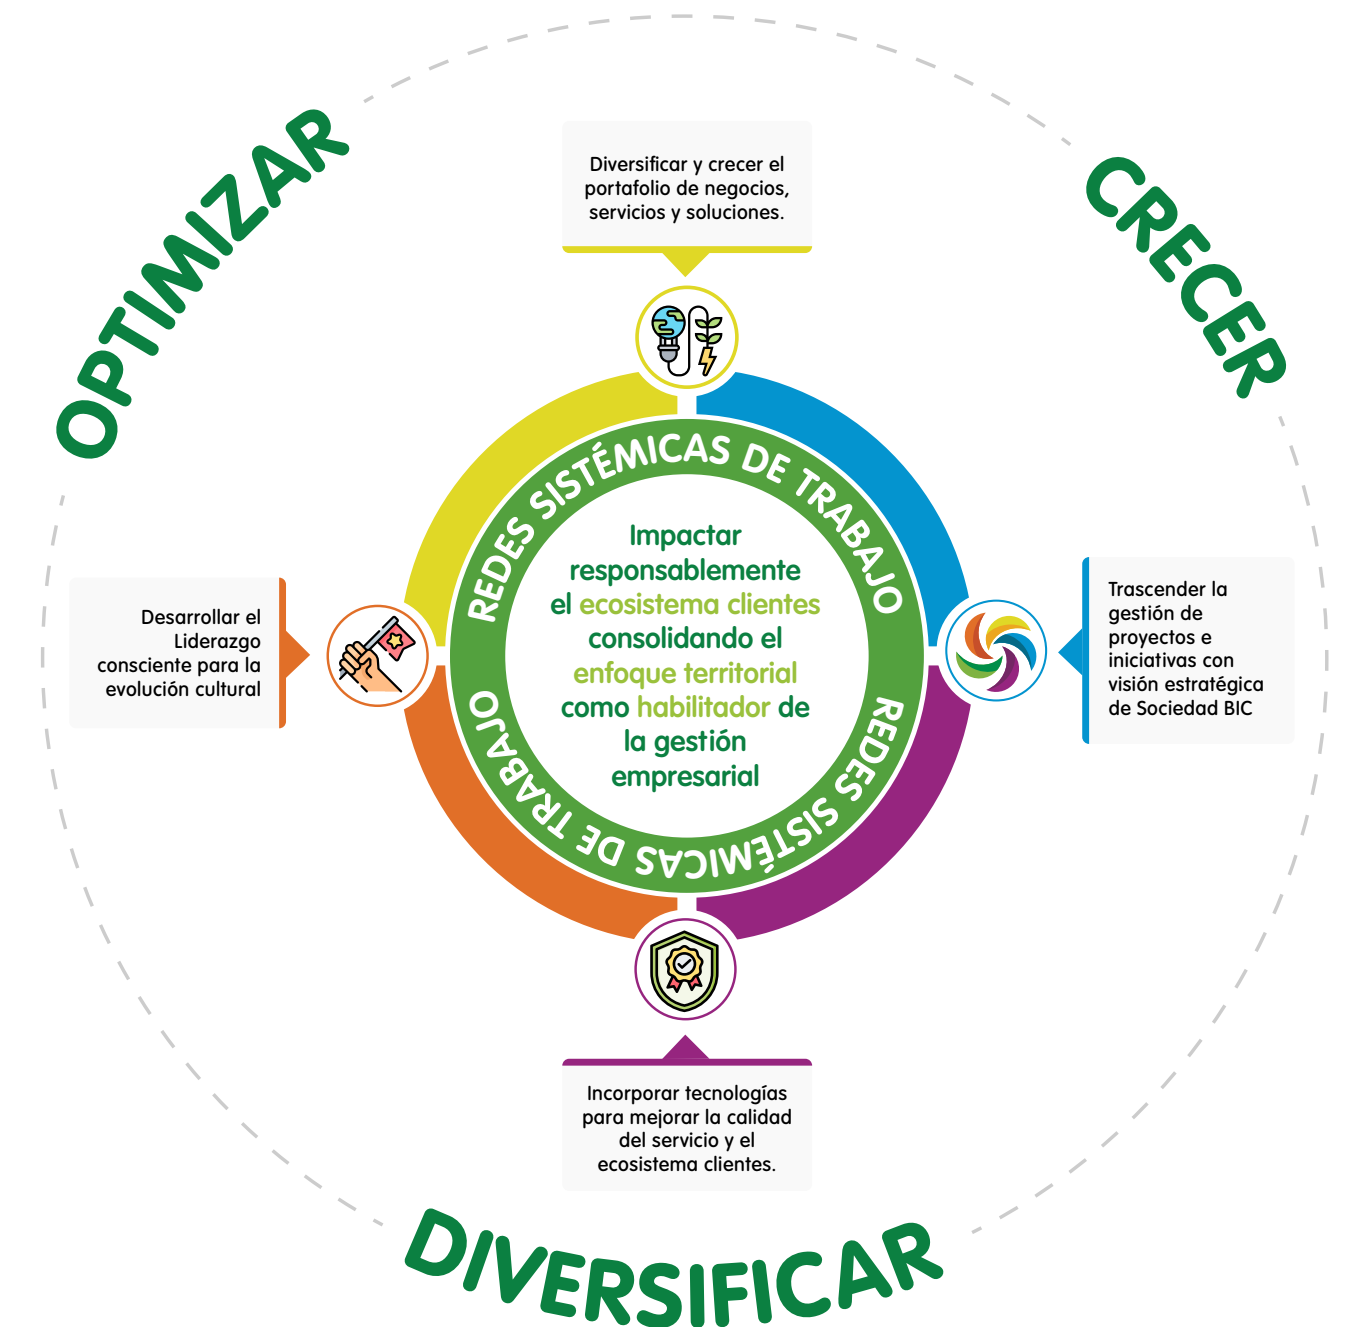 OPTIMIZAR
CRECER
Diversificar y crecer el
portafolio de negocios,
servicios y soluciones.
REDES SISTÉMICAS DE TRABAJO
Impactar
responsablemente
el ecosistema clientes
consolidando el
enfoque territorial
como habilitador de
la gestión
empresarial
REDES SISTÉMICAS DE TRABAJO
Desarrollar el
Liderazgo
consciente para la
evolución cultural
Trascender la
gestión de
proyectos e
iniciativas con
visión estratégica
de Sociedad BIC
Incorporar tecnologías
para mejorar la calidad
del servicio y el
ecosistema clientes.
DIVERSIFICAR